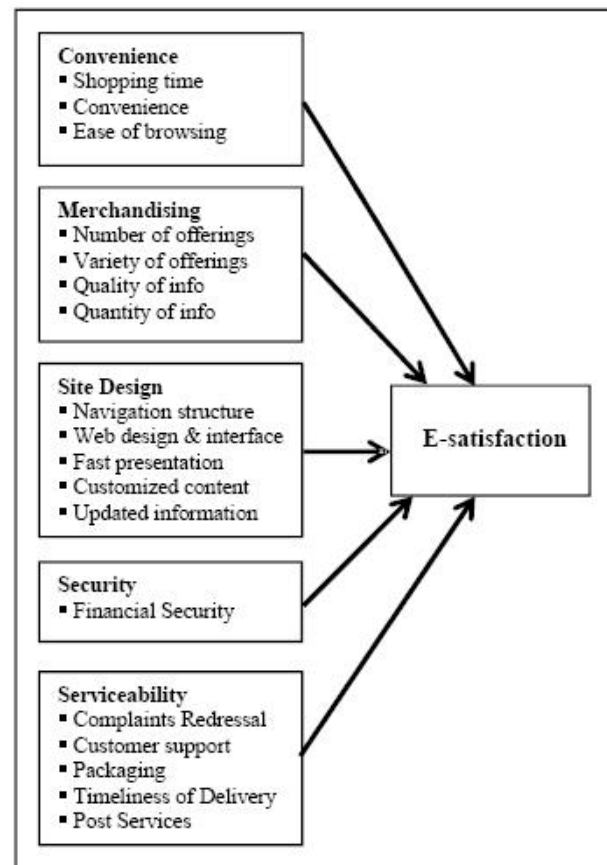 Convenience
▪ Shopping time
▪ Convenience
▪ Ease of browsing
Merchandising
▪ Number of offerings
▪ Variety of offerings
▪ Quality of info
▪ Quantity of info
Site Design
▪ Navigation structure
▪ Web design & interface
▪ Fast presentation
▪ Customized content
▪ Updated information
Security
▪ Financial Security
Serviceability
▪ Complaints Redressal
▪ Customer support
▪ Packaging
▪ Timeliness of Delivery
▪ Post Services
E-satisfaction